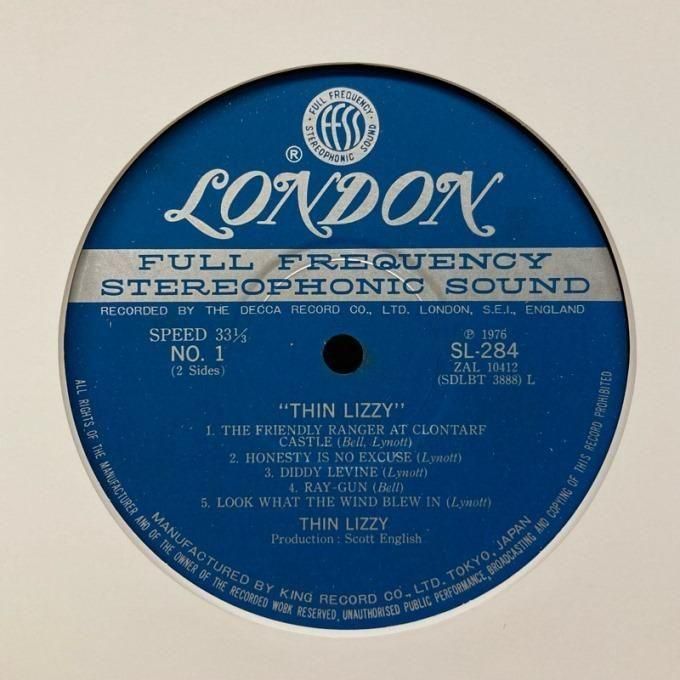 FULL FREQUENCY
FFSS
STEREOPHONIC SOUND
®
LONDON
FULL FREQUENCY
STEREOPHONIC SOUND
RECORDED BY THE DECCA RECORD CO., LTD. LONDON, S.E.I., ENGLAND
SPEED 33⅓
NO. 1
(2 Sides)
℗ 1976
SL-284
ZAL 10412
(SDLBT 3888) L
"THIN LIZZY"
1. THE FRIENDLY RANGER AT CLONTARF
CASTLE (Bell, Lynott)
2. HONESTY IS NO EXCUSE (Lynott)
3. DIDDY LEVINE (Lynott)
4. RAY-GUN (Bell)
5. LOOK WHAT THE WIND BLEW IN (Lynott)
THIN LIZZY
Production : Scott English
MANUFACTURED BY KING RECORD CO., LTD. TOKYO, JAPAN
ALL RIGHTS OF THE MANUFACTURER AND OF THE OWNER OF THE RECORDED WORK RESERVED, UNAUTHORISED PUBLIC PERFORMANCE, BROADCASTING AND COPYING OF THIS RECORD PROHIBITED